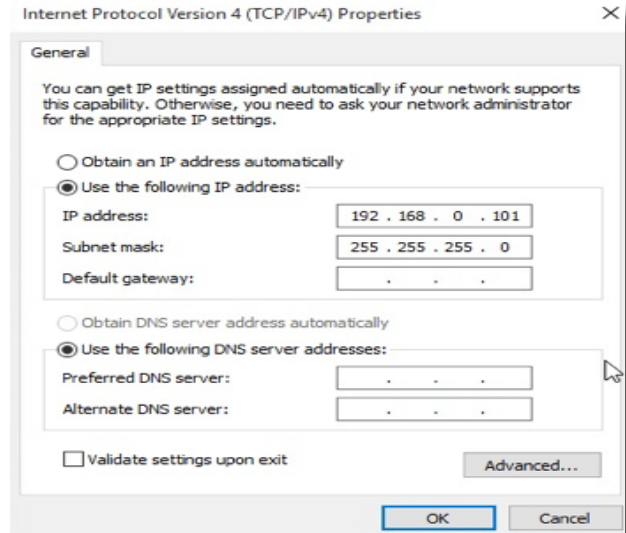 Internet Protocol Version 4 (TCP/IPv4) Properties
General
You can get IP settings assigned automatically if your network supports
this capability. Otherwise, you need to ask your network administrator
for the appropriate IP settings.
Obtain an IP address automatically
Use the following IP address:
IP address: 192 . 168 . 0 . 101
Subnet mask: 255 . 255 . 255 . 0
Default gateway: . . .
Obtain DNS server address automatically
Use the following DNS server addresses:
Preferred DNS server: . . .
Alternate DNS server: . . .
Validate settings upon exit
Advanced...
OK Cancel